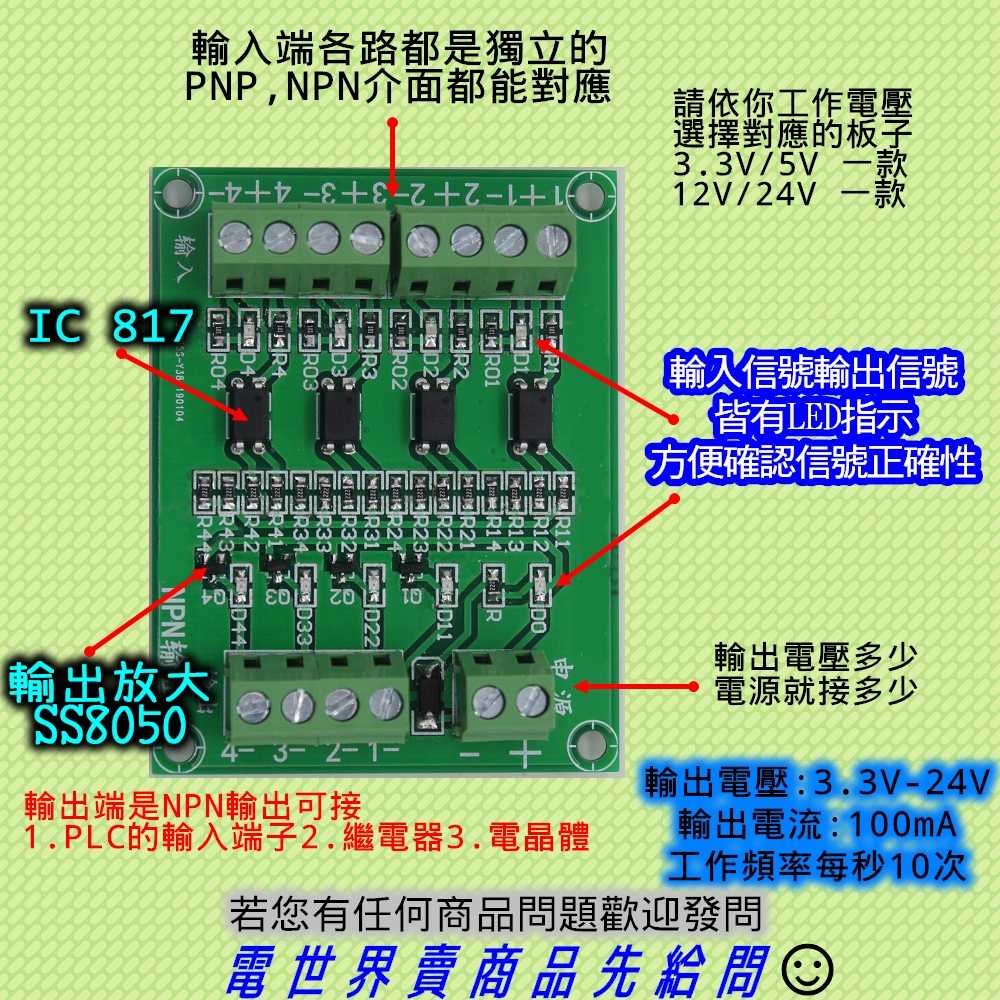 輸入端各路都是獨立的
PNP,NPN介面都能對應
請依你工作電壓
選擇對應的板子
3.3V/5V 一款
12V/24V 一款
4- 4+ 3- 3+ 2- 2+ 1- 1+
輸入
IC 817
RO4 D4 R4 RO3 D3 R3 RO2 D2 R2 RO1 D1 R1
輸入信號輸出信號
皆有LED指示
方便確認信號正確性
R44 R43 R42 R41 R34 R33 R32 R31 R24 R23 R22 R21 R14 R13 R12 R11
Q4 D44 Q3 D33 Q2 D22 Q1 D11 R D0
NPN輸
輸出放大
SS8050
电源
輸出電壓多少
電源就接多少
4- 3- 2- 1- - +
輸出電壓:3.3V-24V
輸出電流:100mA
工作頻率每秒10次
輸出端是NPN輸出可接
1.PLC的輸入端子2.繼電器3.電晶體
若您有任何商品問題歡迎發問
電世界賣商品先給問